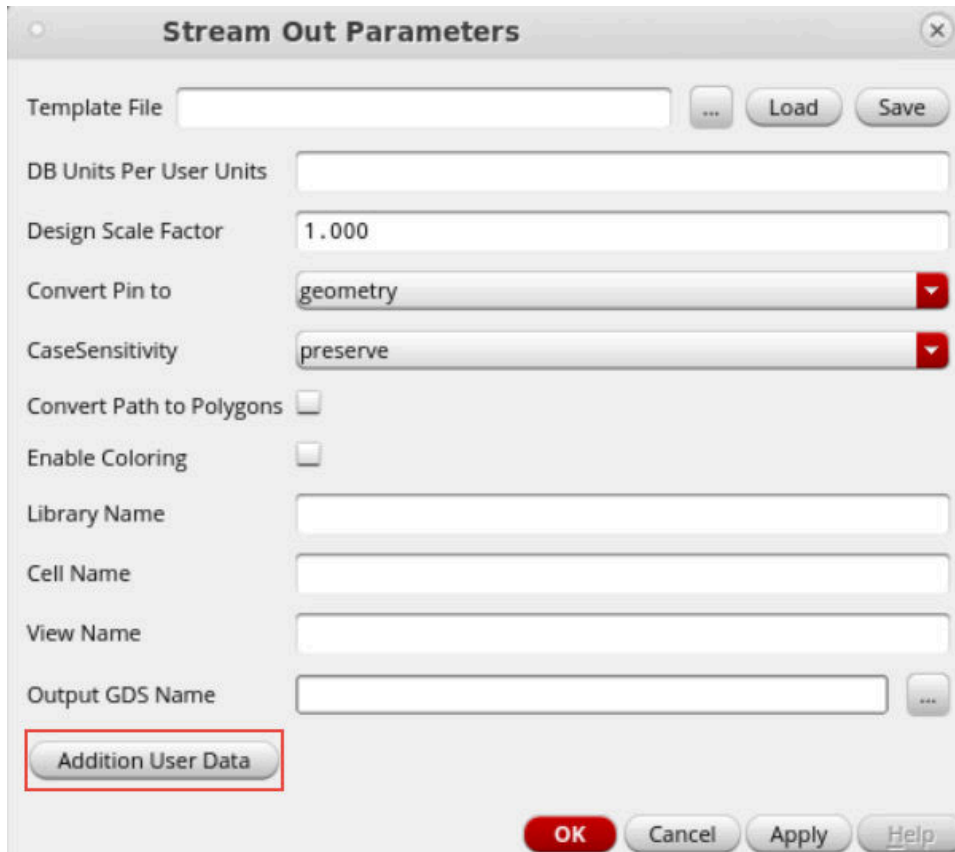 Stream Out Parameters
Template File ... Load Save
DB Units Per User Units
Design Scale Factor 1.000
Convert Pin to geometry
CaseSensitivity preserve
Convert Path to Polygons
Enable Coloring
Library Name
Cell Name
View Name
Output GDS Name ...
Addition User Data
OK Cancel Apply Help